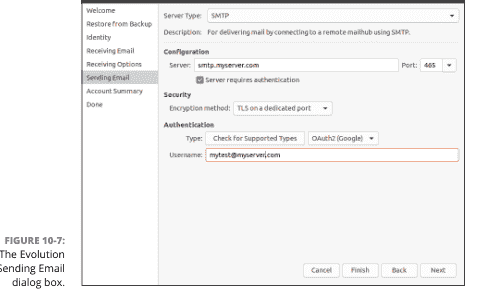 Welcome
Restore from Backup
Identity
Receiving Email
Receiving Options
Sending Email
Account Summary
Done
Server Type: SMTP
Description: For delivering mail by connecting to a remote mailhub using SMTP.
Configuration
Server: smtp.myserver.com Port: 465
Server requires authentication
Security
Encryption method: TLS on a dedicated port
Authentication
Type: Check for Supported Types OAuth2 (Google)
Username: mytest@myserver.com
Cancel Finish Back Next
FIGURE 10-7:
The Evolution
Sending Email
dialog box.